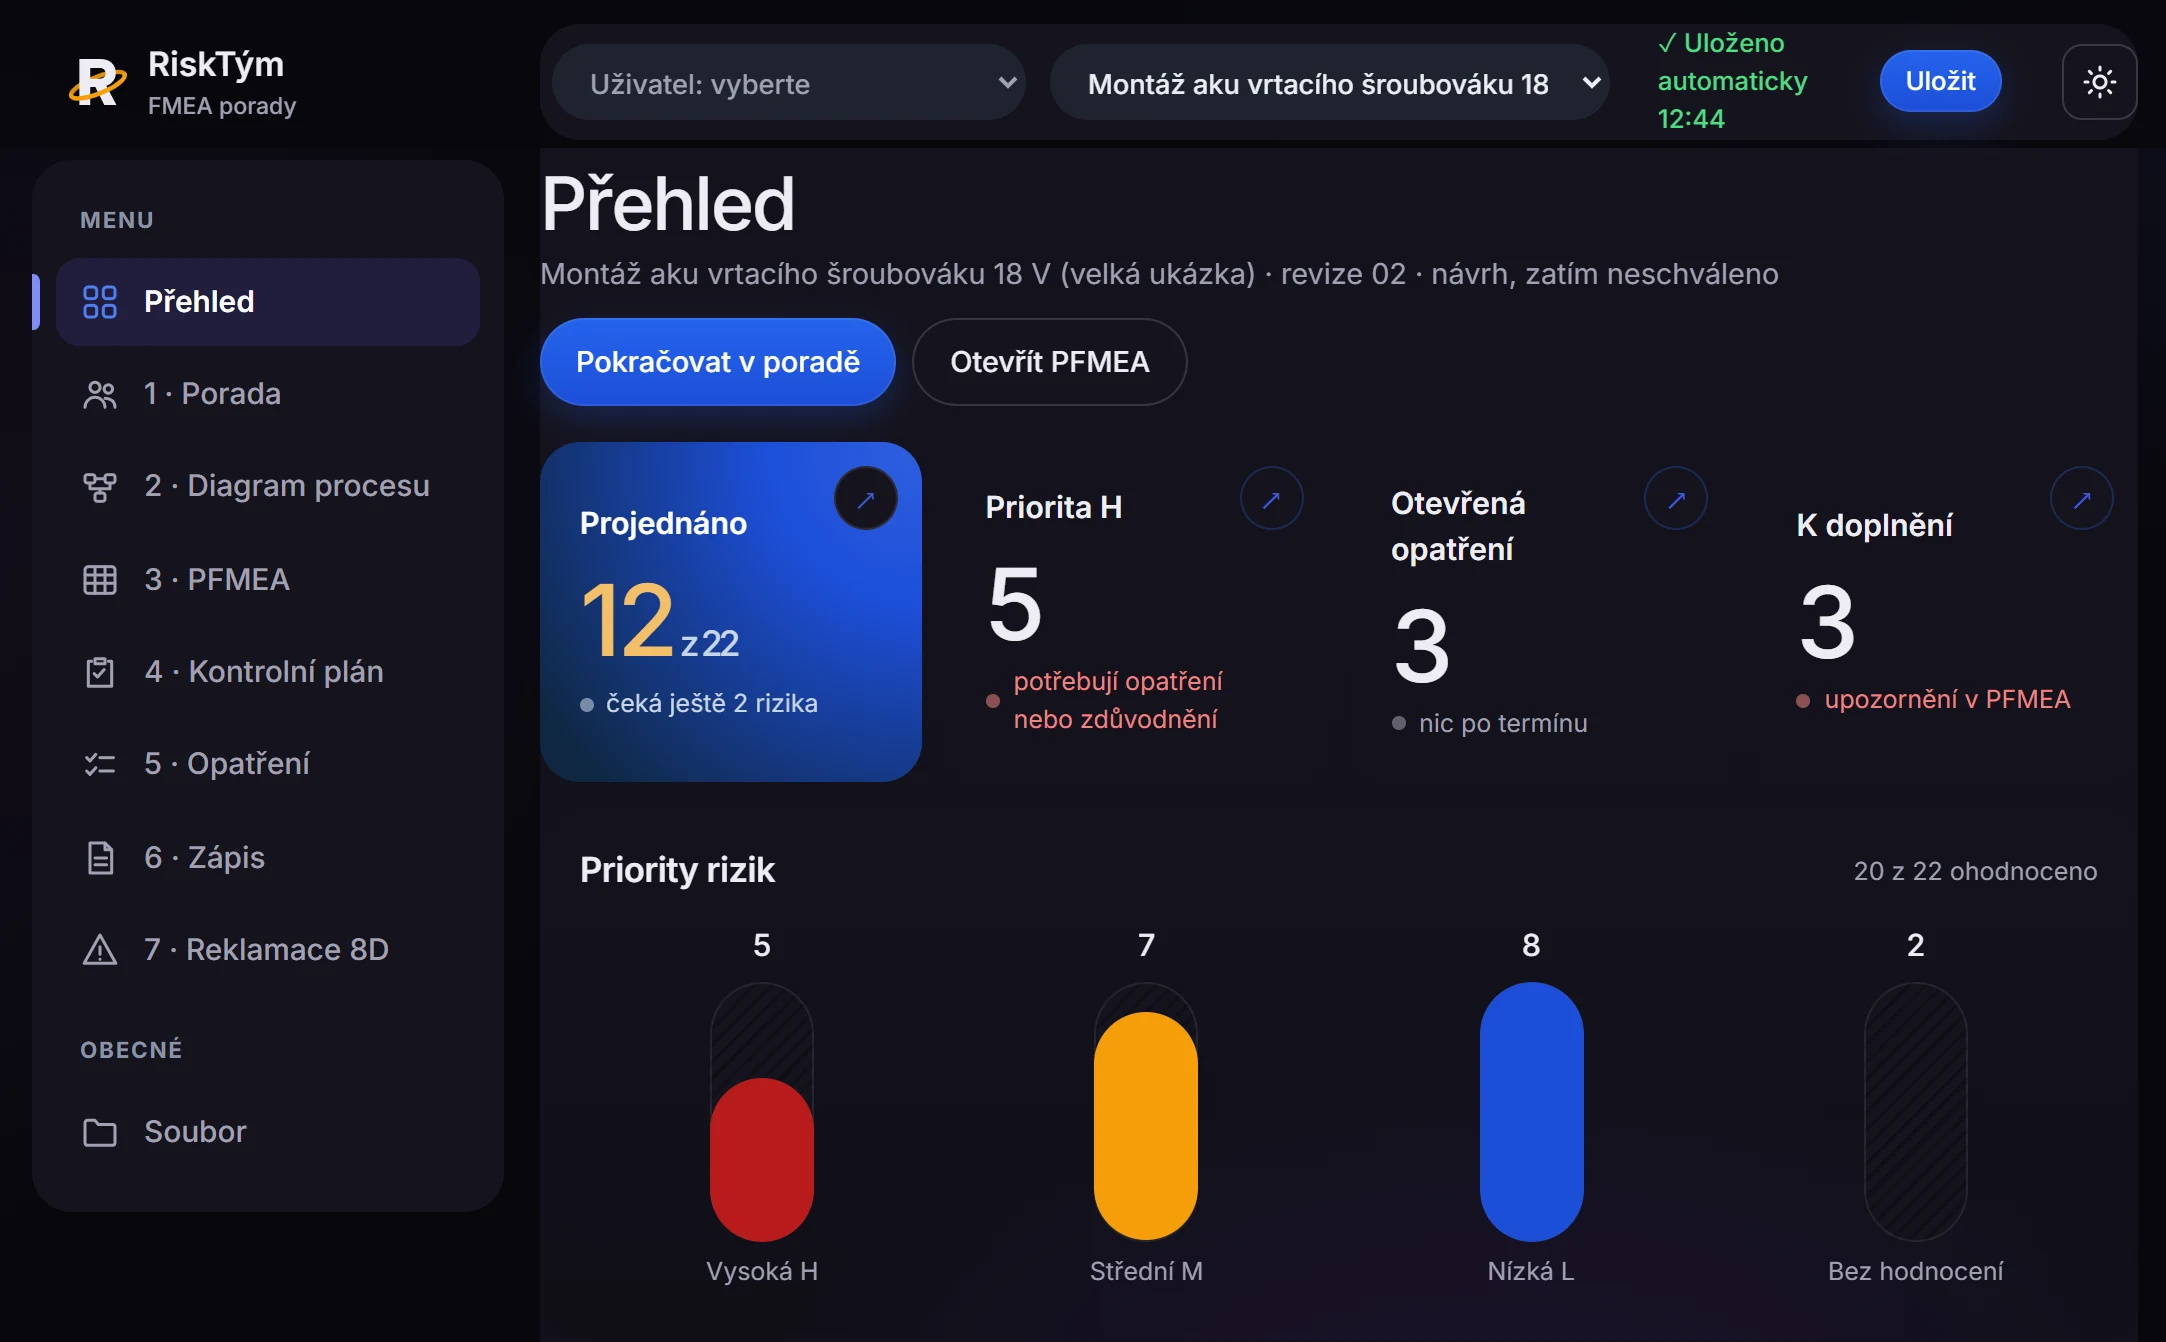 RiskTým
FMEA porady
Uživatel: vyberte
Montáž aku vrtacího šroubováku 18
✓ Uloženo
automaticky
12:44
Uložit
MENU
Přehled
1 · Porada
2 · Diagram procesu
3 · PFMEA
4 · Kontrolní plán
5 · Opatření
6 · Zápis
7 · Reklamace 8D
OBECNÉ
Soubor
Přehled
Montáž aku vrtacího šroubováku 18 V (velká ukázka) · revize 02 · návrh, zatím neschváleno
Pokračovat v poradě
Otevřít PFMEA
Projednáno
12 z 22
čeká ještě 2 rizika
Priorita H
5
potřebují opatření
nebo zdůvodnění
Otevřená
opatření
3
nic po termínu
K doplnění
3
upozornění v PFMEA
Priority rizik
20 z 22 ohodnoceno
5
7
8
2
Vysoká H
Střední M
Nízká L
Bez hodnocení